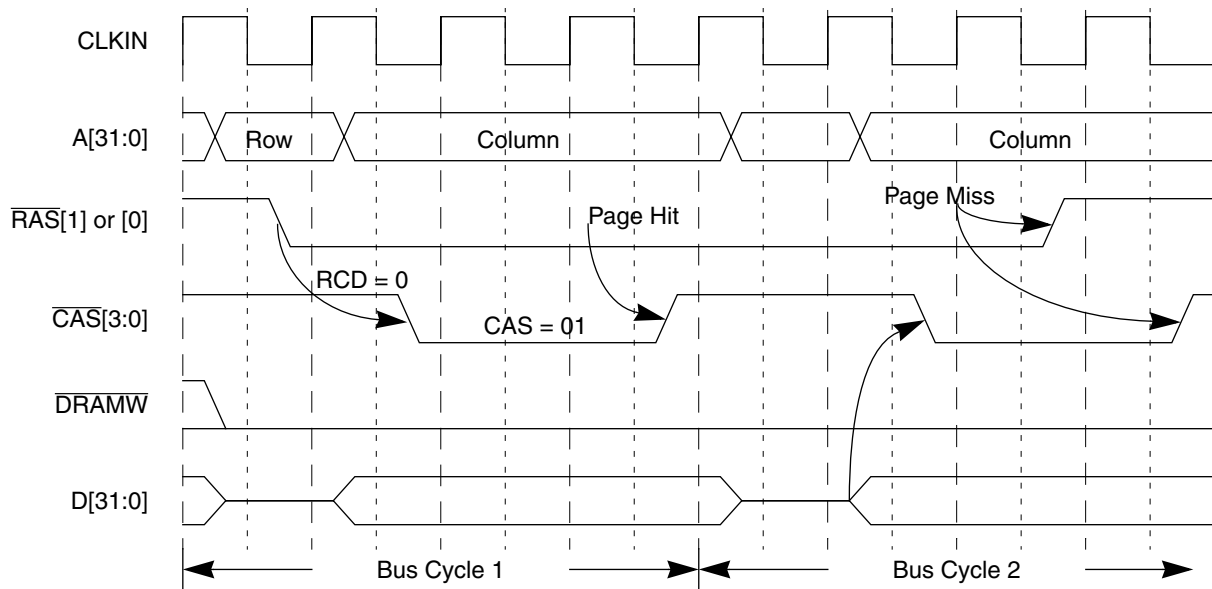 CLKIN
A[31:0]
Row
Column
Column
RAS[1] or [0]
Page Hit
Page Miss
RCD = 0
CAS[3:0]
CAS = 01
DRAMW
D[31:0]
Bus Cycle 1
Bus Cycle 2